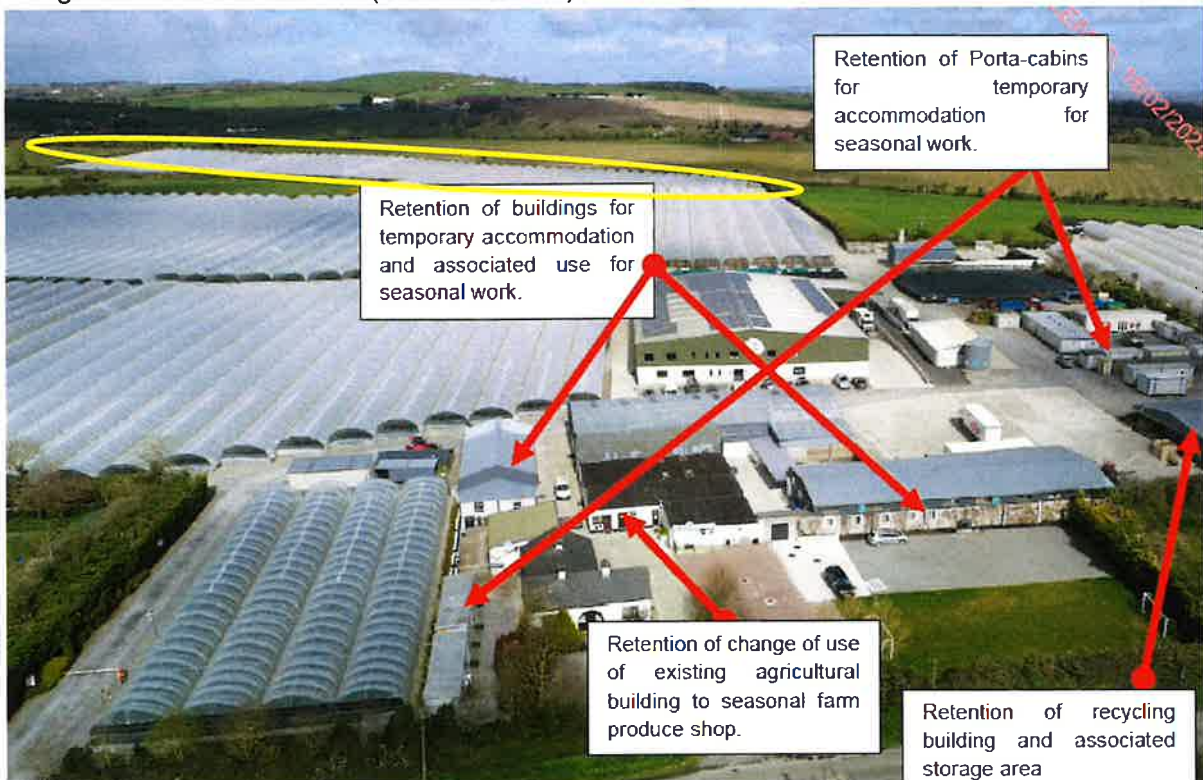 Retention of Porta-cabins
for temporary
accommodation for
seasonal work.
Retention of buildings for
temporary accommodation
and associated use for
seasonal work.
Retention of change of use
of existing agricultural
building to seasonal farm
produce shop.
Retention of recycling
building and associated
storage area